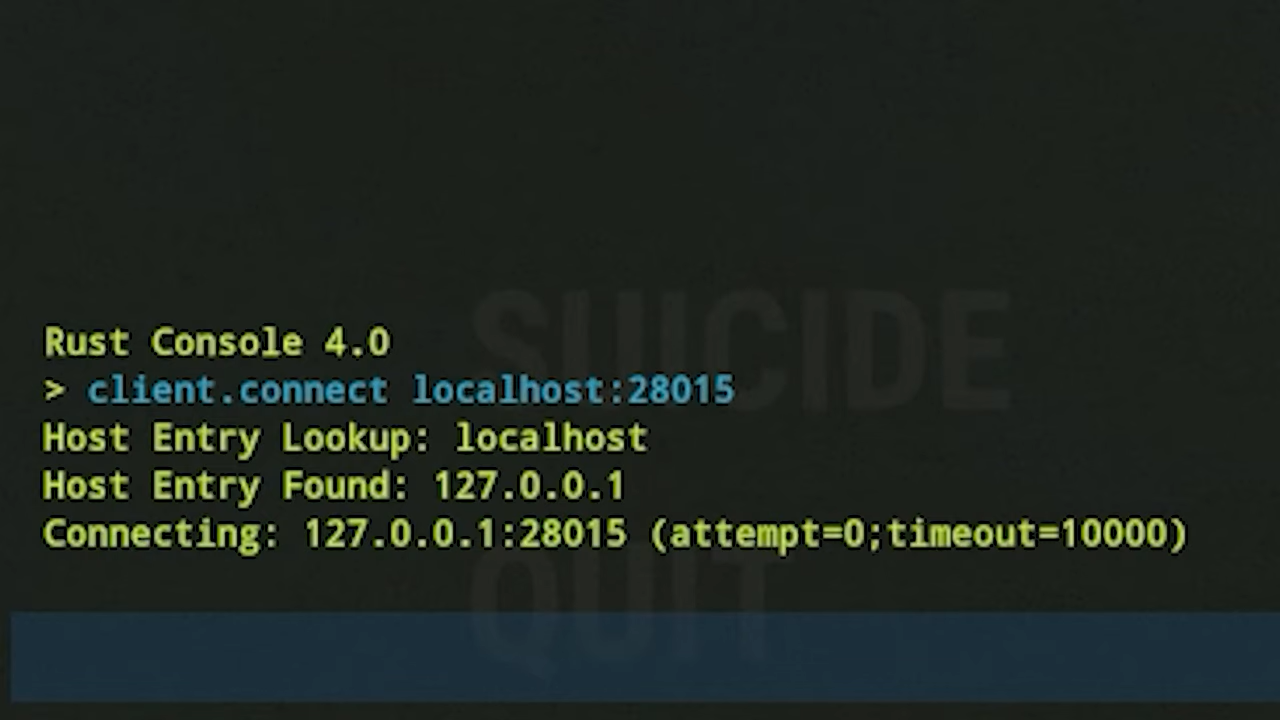 SUICIDE
Rust Console 4.0
> client.connect localhost:28015
Host Entry Lookup: localhost
Host Entry Found: 127.0.0.1
Connecting: 127.0.0.1:28015 (attempt=0;timeout=10000)
QUIT